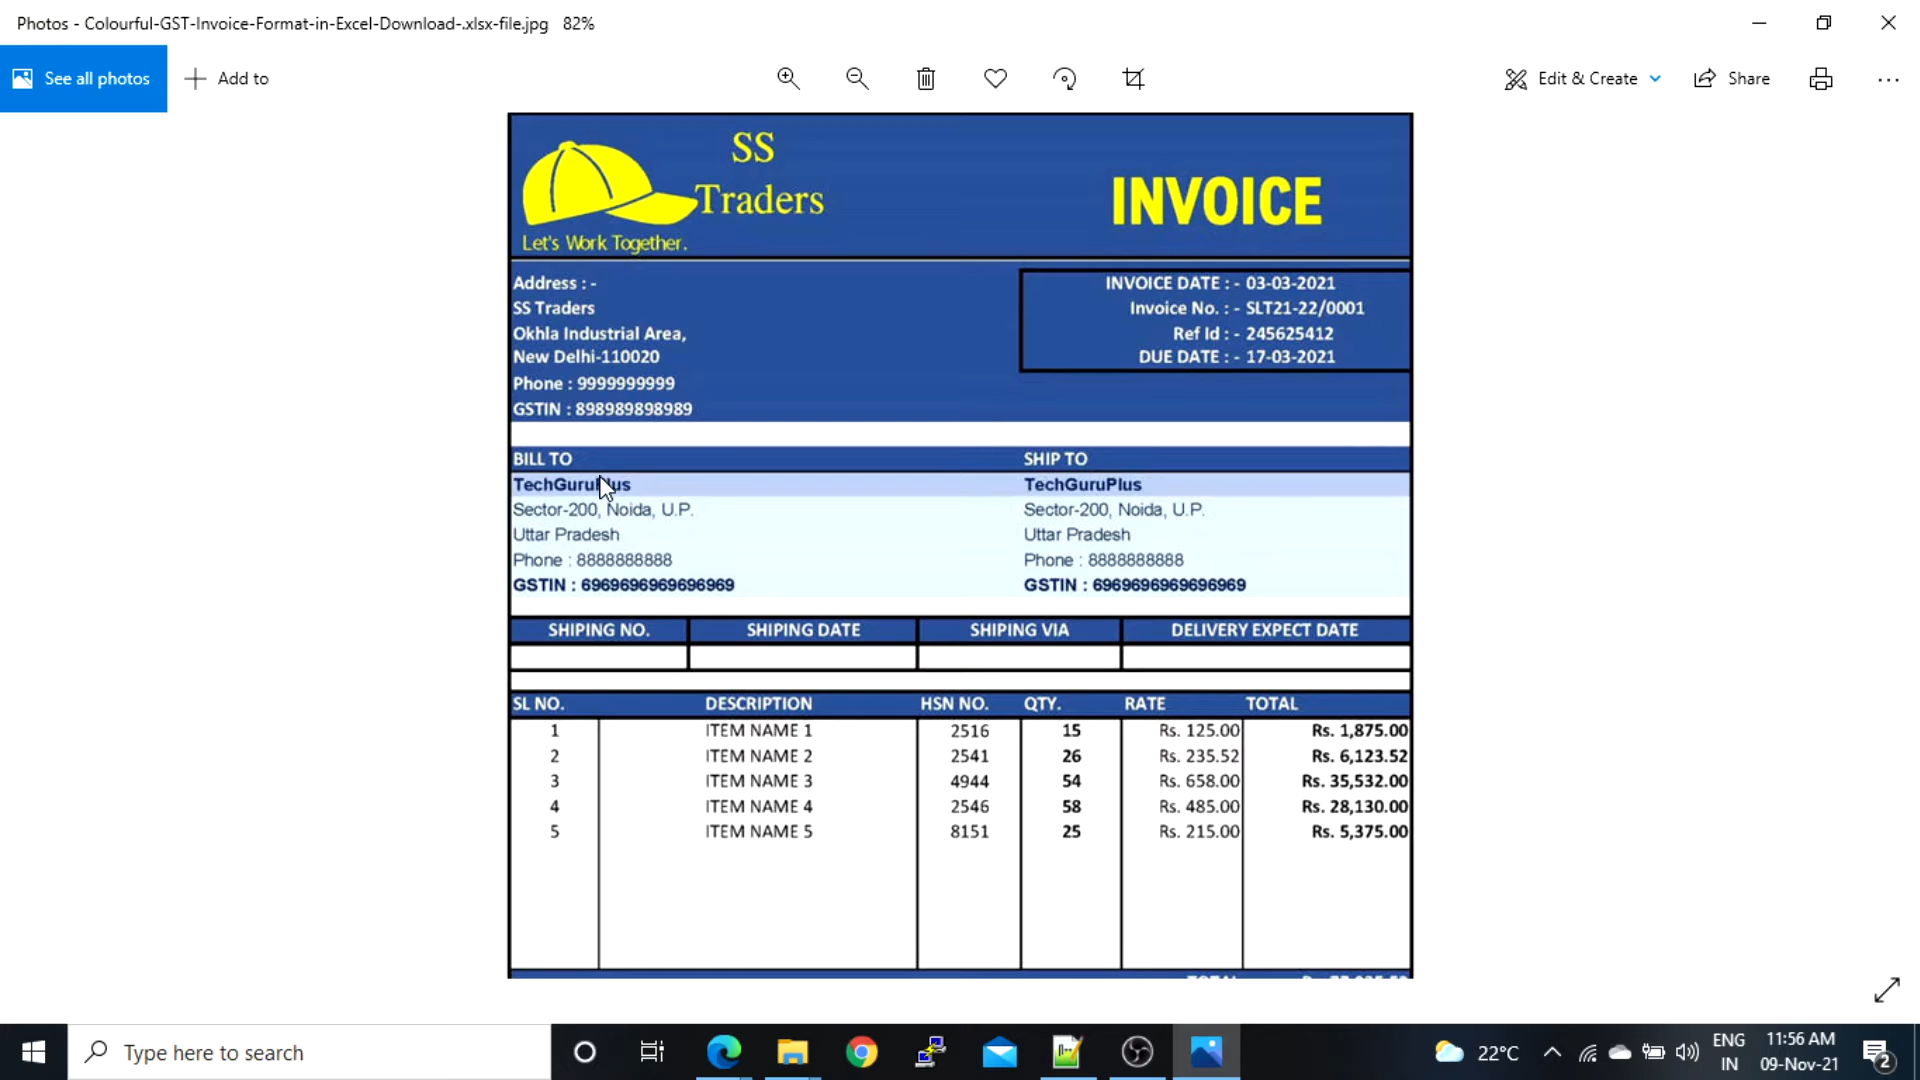 Photos - Colourful-GST-Invoice-Format-in-Excel-Download-.xlsx-file.jpg 82%
See all photos
Add to
Edit & Create
Share
SS
Traders
Let's Work Together.
INVOICE
Address : -
SS Traders
Okhla Industrial Area,
New Delhi-110020
Phone : 9999999999
GSTIN : 898989898989
INVOICE DATE : - 03-03-2021
Invoice No. : - SLT21-22/0001
Ref Id : - 245625412
DUE DATE : - 17-03-2021
BILL TO SHIP TO
TechGuruPlus TechGuruPlus
Sector-200, Noida, U.P. Sector-200, Noida, U.P.
Uttar Pradesh Uttar Pradesh
Phone : 8888888888 Phone : 8888888888
GSTIN : 6969696969696969 GSTIN : 6969696969696969
SHIPING NO. SHIPING DATE SHIPING VIA DELIVERY EXPECT DATE
SL NO. DESCRIPTION HSN NO. QTY. RATE TOTAL
1 ITEM NAME 1 2516 15 Rs. 125.00 Rs. 1,875.00
2 ITEM NAME 2 2541 26 Rs. 235.52 Rs. 6,123.52
3 ITEM NAME 3 4944 54 Rs. 658.00 Rs. 35,532.00
4 ITEM NAME 4 2546 58 Rs. 485.00 Rs. 28,130.00
5 ITEM NAME 5 8151 25 Rs. 215.00 Rs. 5,375.00
TOTAL
Type here to search
22°C
ENG
IN
11:56 AM
09-Nov-21
2